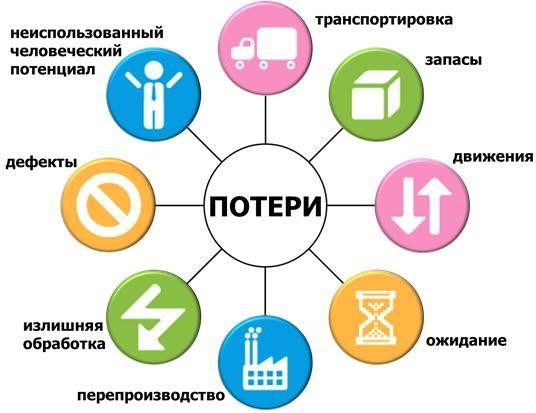 неиспользованный
человеческий
потенциал
транспортировка
запасы
дефекты
движения
ПОТЕРИ
излишняя
обработка
ожидание
перепроизводство